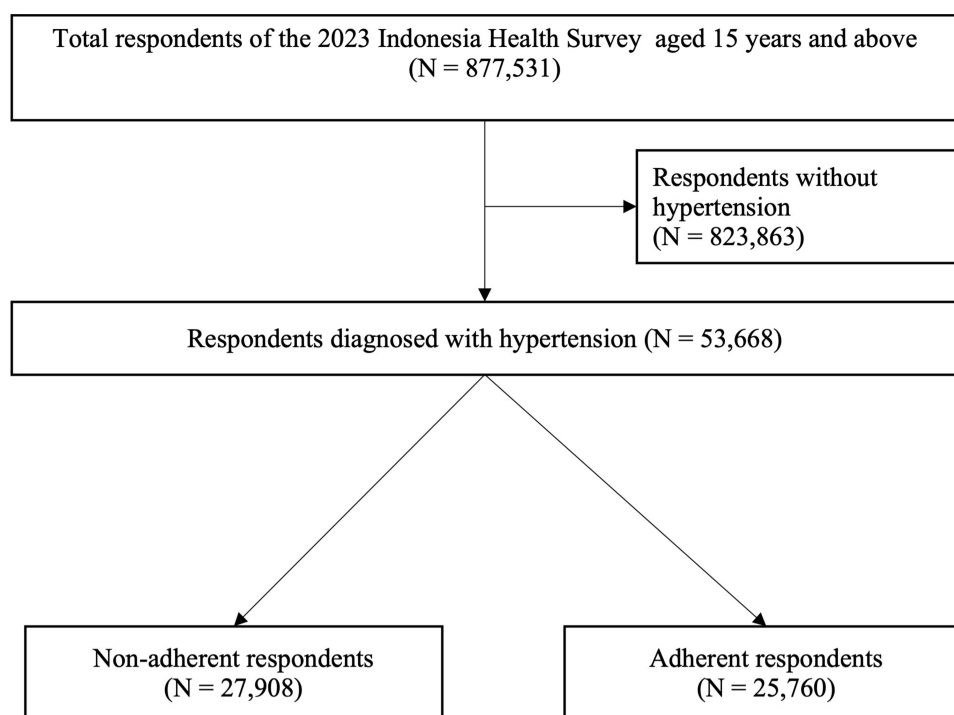 Total respondents of the 2023 Indonesia Health Survey  aged 15 years and above
(N = 877,531)
Respondents without
hypertension
(N = 823,863)
Respondents diagnosed with hypertension (N = 53,668)
Non-adherent respondents
(N = 27,908)
Adherent respondents
(N = 25,760)